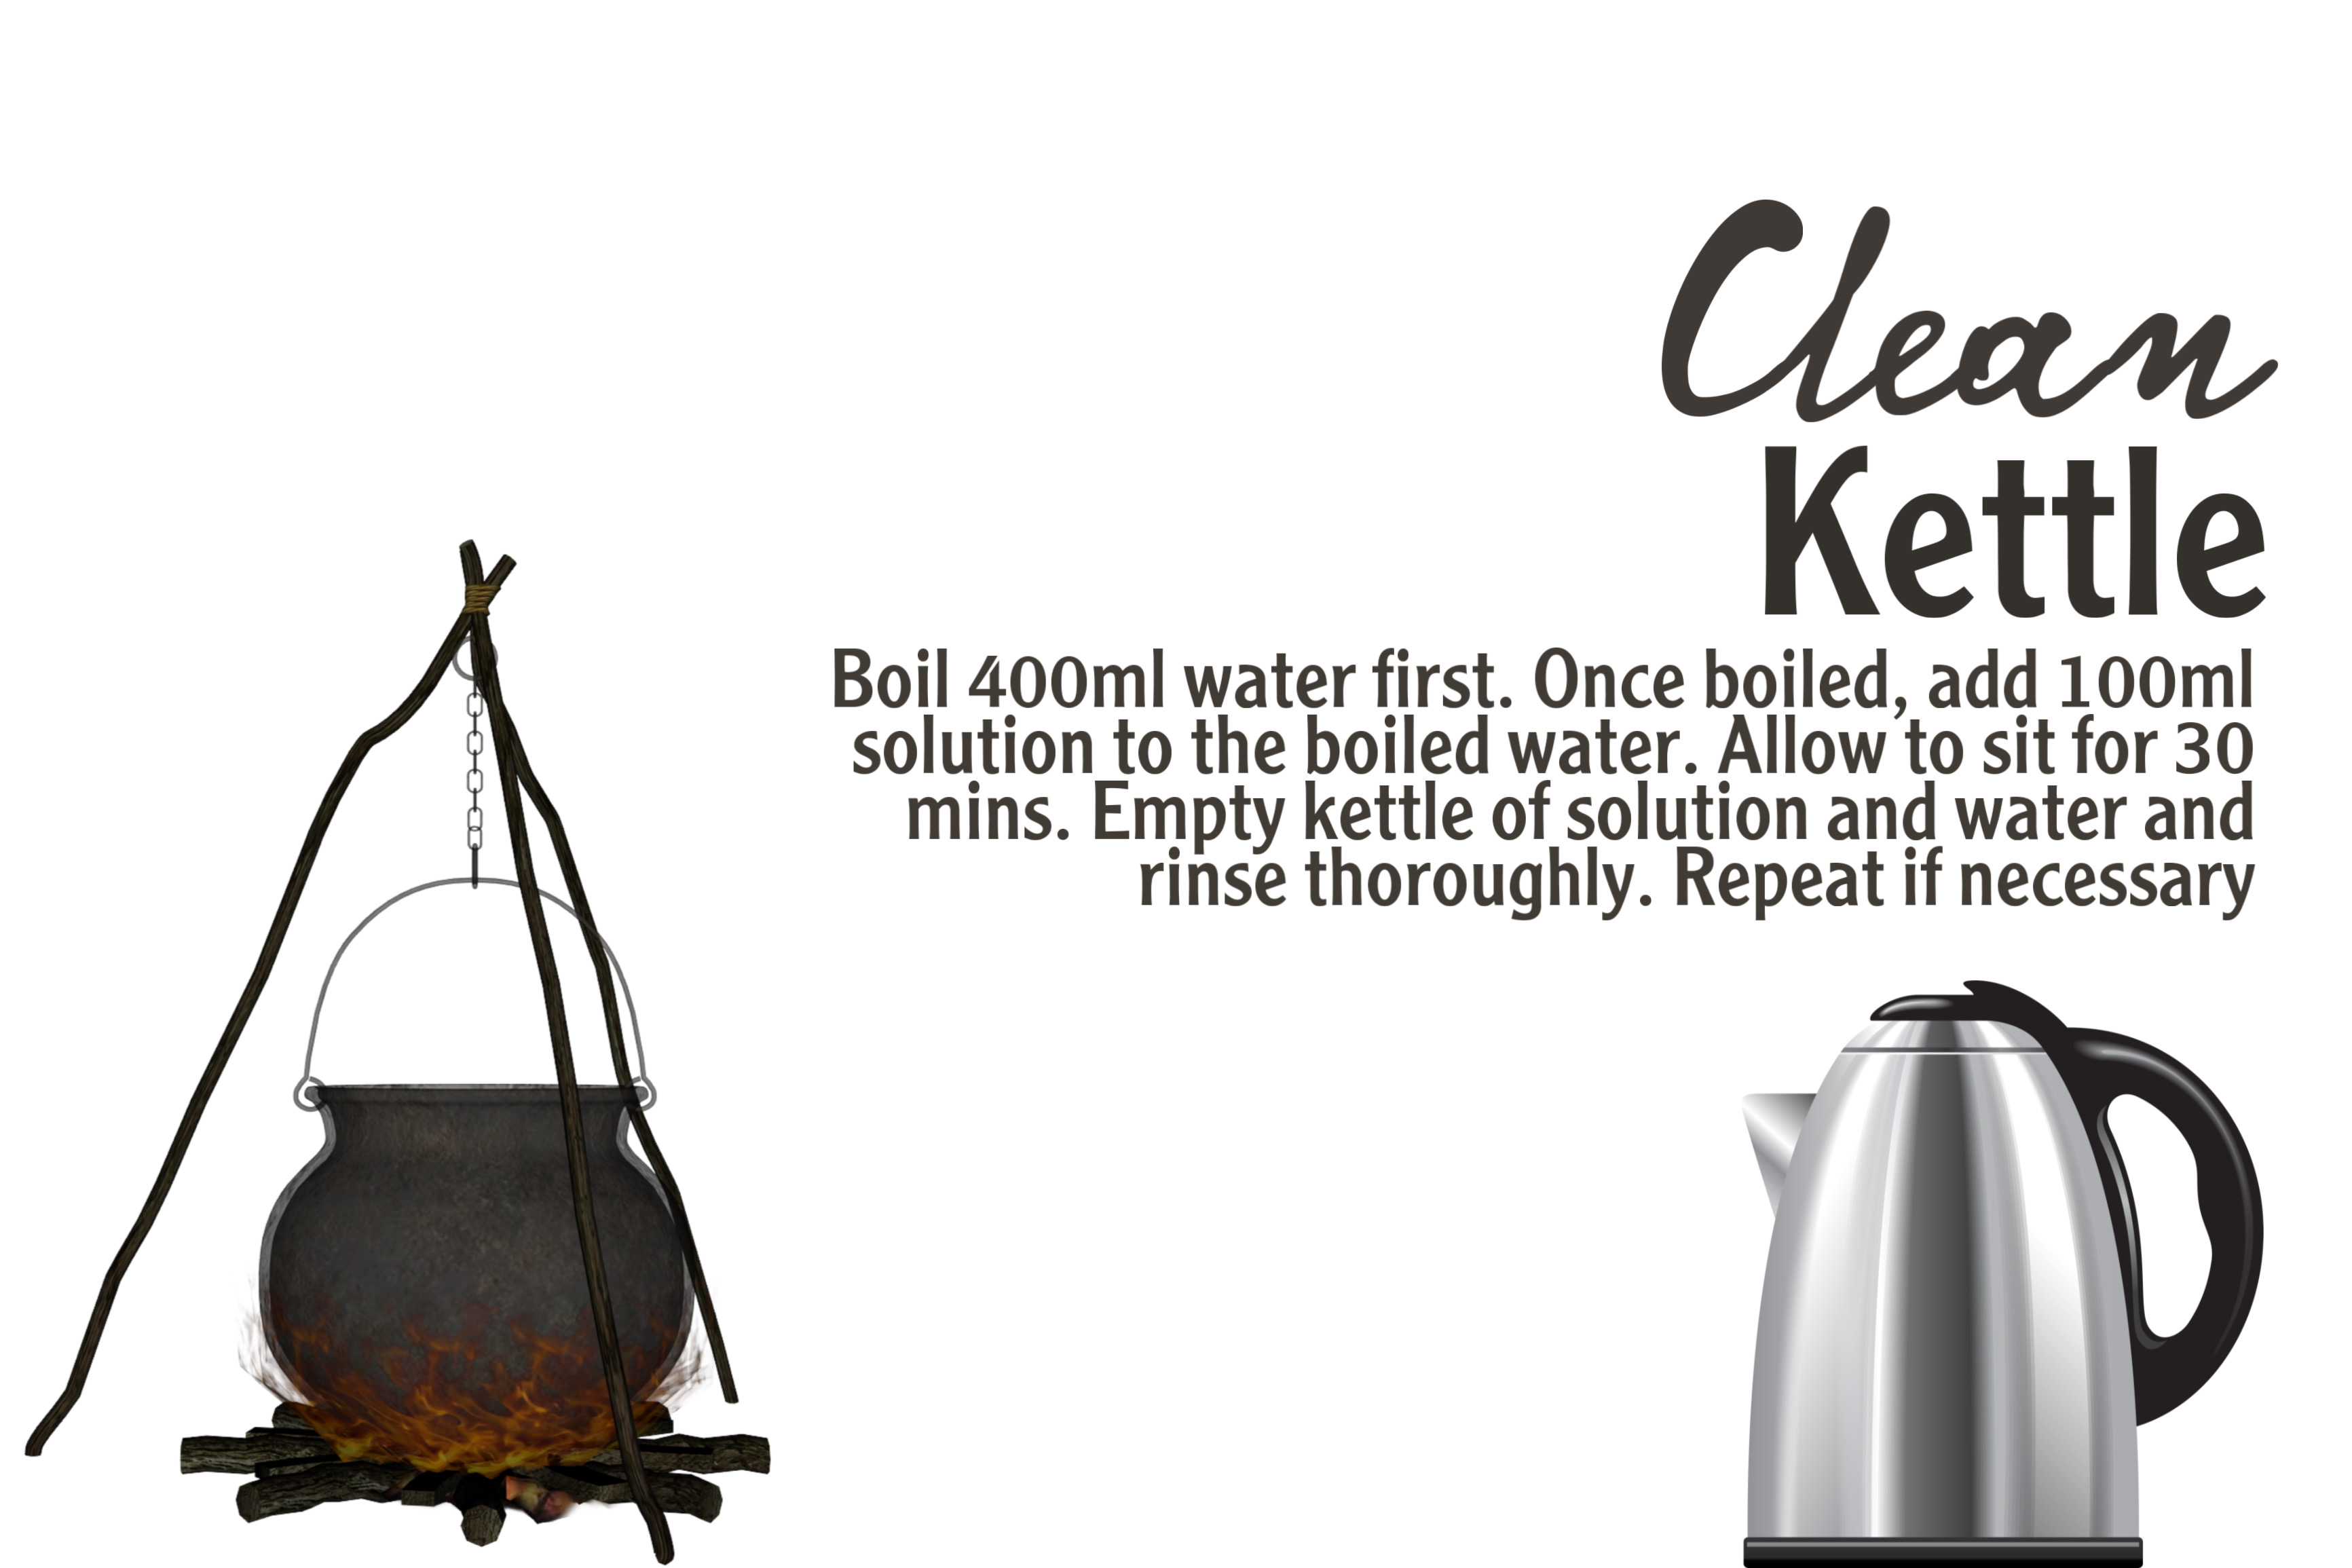 Clean
Kettle
Boil 400ml water first. Once boiled, add 100ml
solution to the boiled water. Allow to sit for 30
mins. Empty kettle of solution and water and
rinse thoroughly. Repeat if necessary